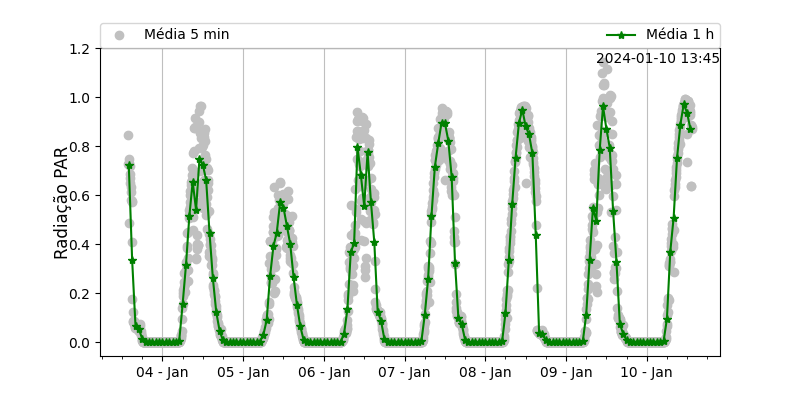 Média 5 min
Média 1 h
2024-01-10 13:45
Radiação PAR
1.2
1.0
0.8
0.6
0.4
0.2
0.0
04 - Jan
05 - Jan
06 - Jan
07 - Jan
08 - Jan
09 - Jan
10 - Jan